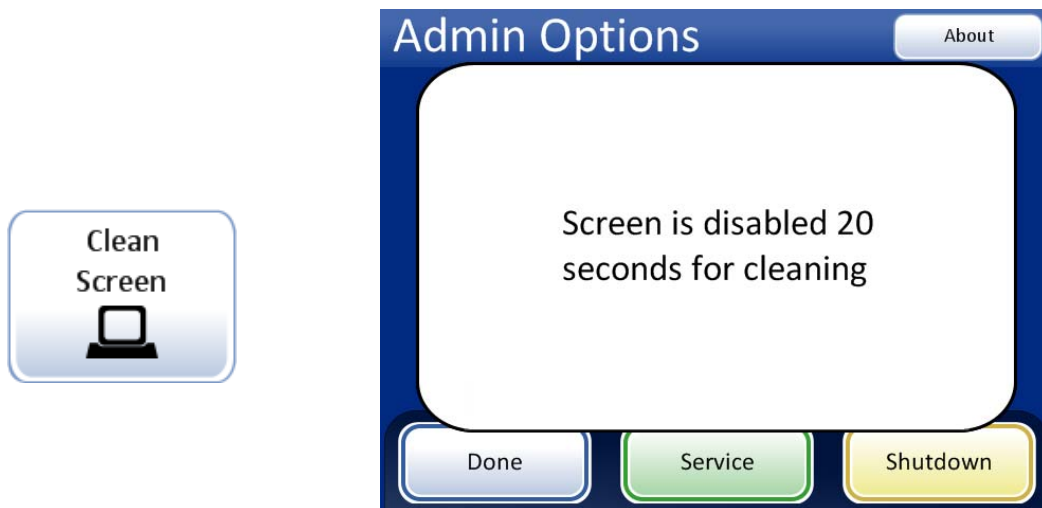 Clean
Screen
Admin Options
About
Screen is disabled 20
seconds for cleaning
Done
Service
Shutdown